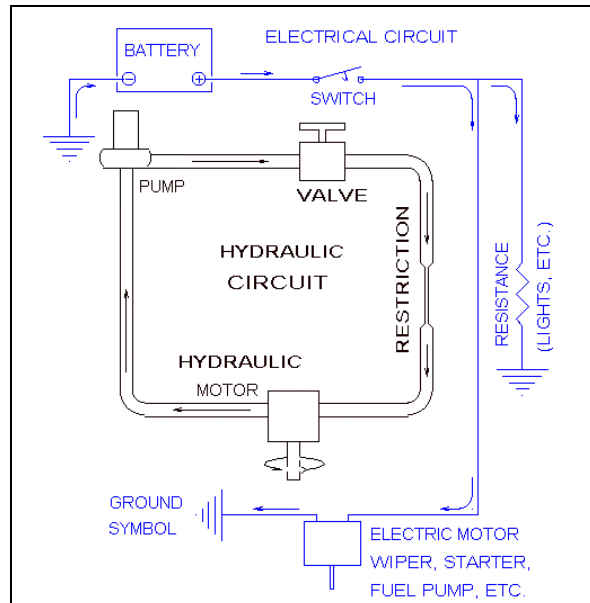 ELECTRICAL CIRCUIT
BATTERY
SWITCH
PUMP
VALVE
HYDRAULIC
CIRCUIT
RESTRICTION
RESISTANCE
(LIGHTS, ETC.)
HYDRAULIC
MOTOR
GROUND
SYMBOL
ELECTRIC MOTOR
WIPER, STARTER,
FUEL PUMP, ETC.